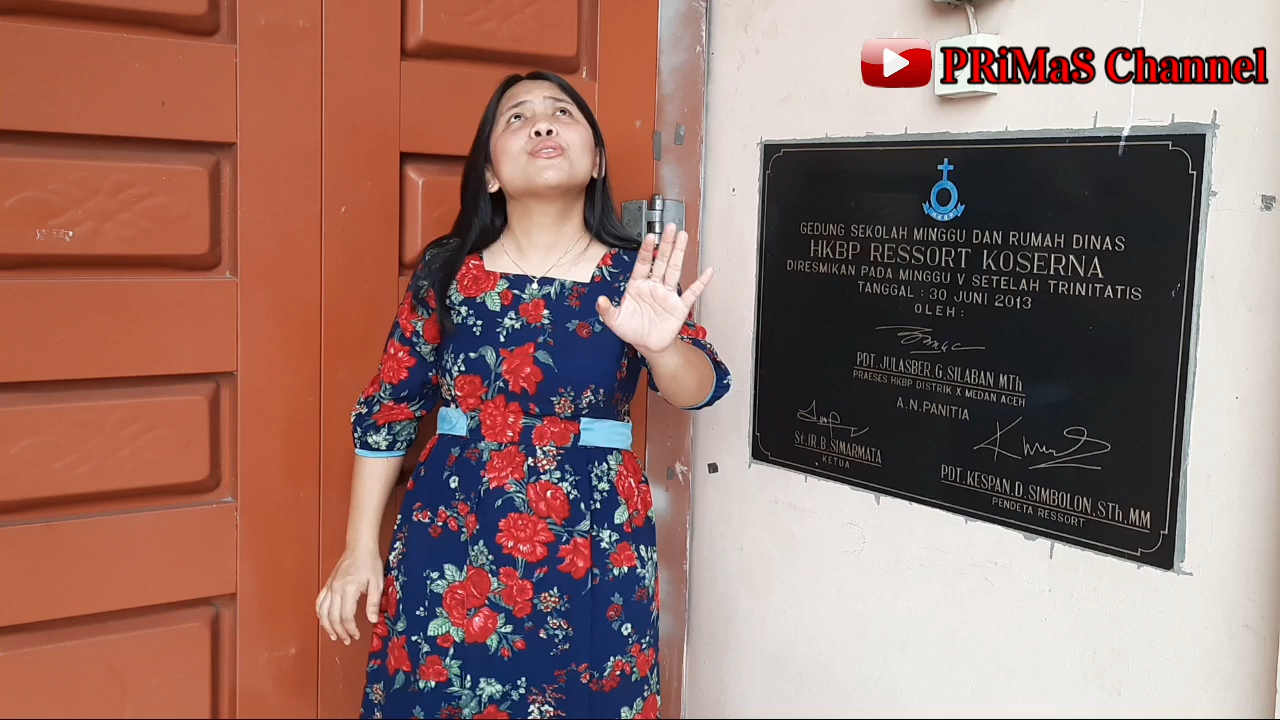 PRiMaS Channel
HKBP
GEDUNG SEKOLAH MINGGU DAN RUMAH DINAS
HKBP RESSORT KOSERNA
DIRESMIKAN PADA MINGGU V SETELAH TRINITATIS
TANGGAL : 30 JUNI 2013
OLEH :
PDT. JULASBER. G. SILABAN MTh
PRAESES HKBP DISTRIK X MEDAN ACEH
A.N. PANITIA
St. IR. B. SIMARMATA
KETUA
PDT. KESPAN. D. SIMBOLON, STh, MM
PENDETA RESSORT